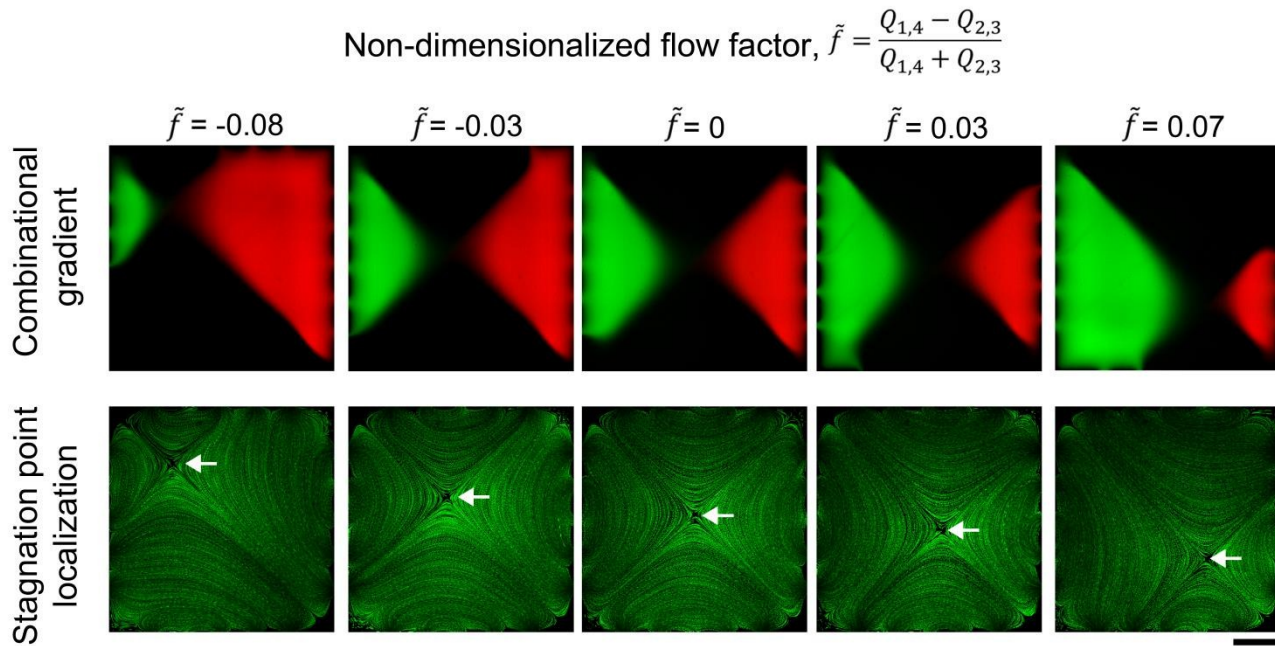 Non-dimensionalized flow factor, f̃ = (Q1,4 − Q2,3) / (Q1,4 + Q2,3)
f̃ = -0.08
f̃ = -0.03
f̃ = 0
f̃ = 0.03
f̃ = 0.07
Combinational
gradient
Stagnation point
localization